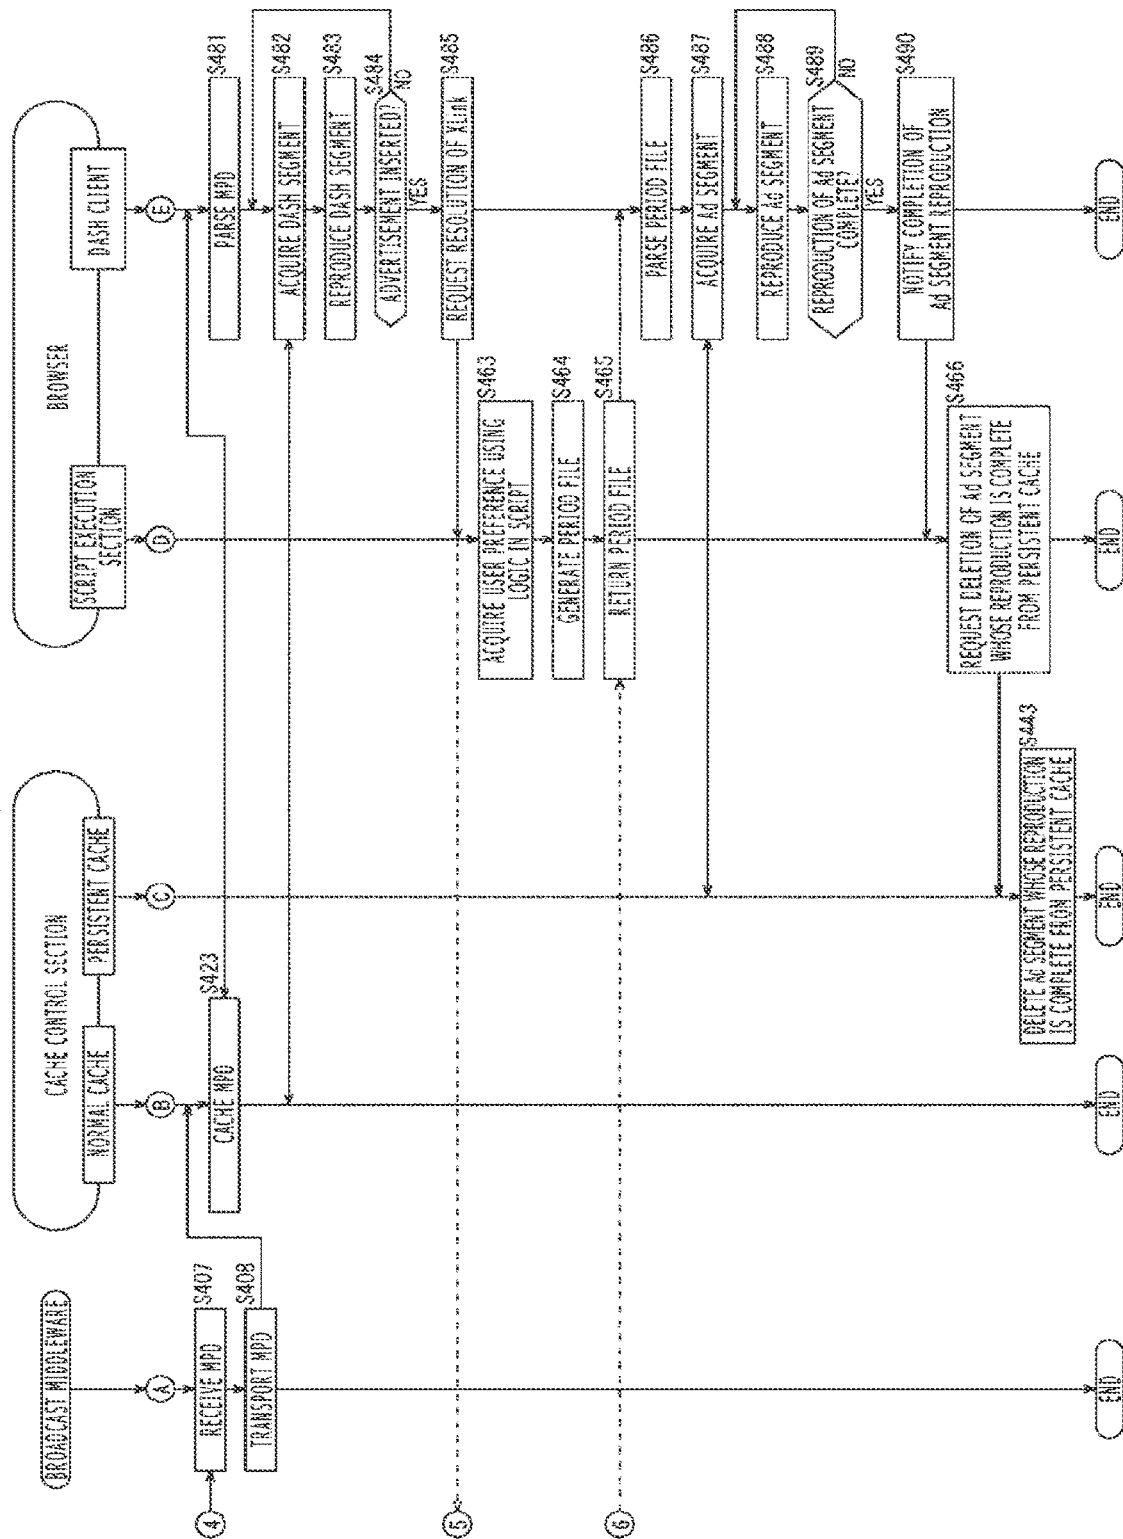 BROADCAST MIDDLEWARE
A
4
RECEIVE MPD
S407
TRANSPORT MPD
S408
5
6
END
CACHE CONTROL SECTION
NORMAL CACHE
PERSISTENT CACHE
B
C
CACHE MPD
S423
DELETE Ad SEGMENT WHOSE REPRODUCTION
IS COMPLETE FROM PERSISTENT CACHE
S443
END
END
BROWSER
SCRIPT EXECUTION
SECTION
DASH CLIENT
D
E
ACQUIRE USER PREFERENCE USING
LOGIC IN SCRIPT
S463
GENERATE PERIOD FILE
S464
RETURN PERIOD FILE
S465
REQUEST DELETION OF Ad SEGMENT
WHOSE REPRODUCTION IS COMPLETE
FROM PERSISTENT CACHE
S466
END
PARSE MPD
S481
ACQUIRE DASH SEGMENT
S482
REPRODUCE DASH SEGMENT
S483
ADVERTISEMENT INSERTED?
S484
NO
YES
REQUEST RESOLUTION OF XLink
S485
PARSE PERIOD FILE
S486
ACQUIRE Ad SEGMENT
S487
REPRODUCE Ad SEGMENT
S488
REPRODUCTION OF Ad SEGMENT
COMPLETE?
S489
NO
YES
NOTIFY COMPLETION OF
Ad SEGMENT REPRODUCTION
S490
END